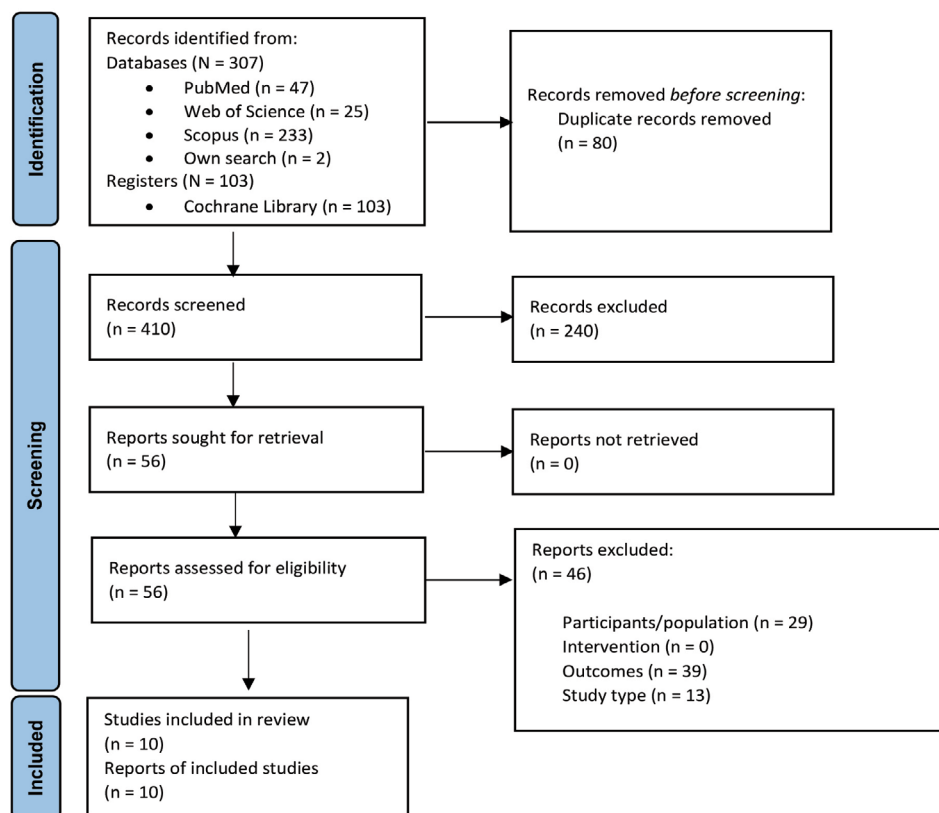 Identification
Records identified from:
Databases (N = 307)
• PubMed (n = 47)
• Web of Science (n = 25)
• Scopus (n = 233)
• Own search (n = 2)
Registers (N = 103)
• Cochrane Library (n = 103)
Records removed before screening:
Duplicate records removed
(n = 80)
Screening
Records screened
(n = 410)
Records excluded
(n = 240)
Reports sought for retrieval
(n = 56)
Reports not retrieved
(n = 0)
Reports assessed for eligibility
(n = 56)
Reports excluded:
(n = 46)
Participants/population (n = 29)
Intervention (n = 0)
Outcomes (n = 39)
Study type (n = 13)
Included
Studies included in review
(n = 10)
Reports of included studies
(n = 10)